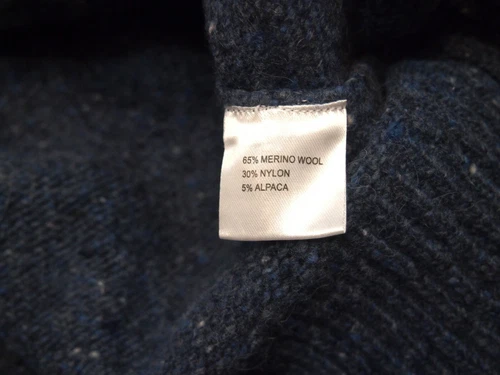 65% MERINO WOOL
30% NYLON
5% ALPACA